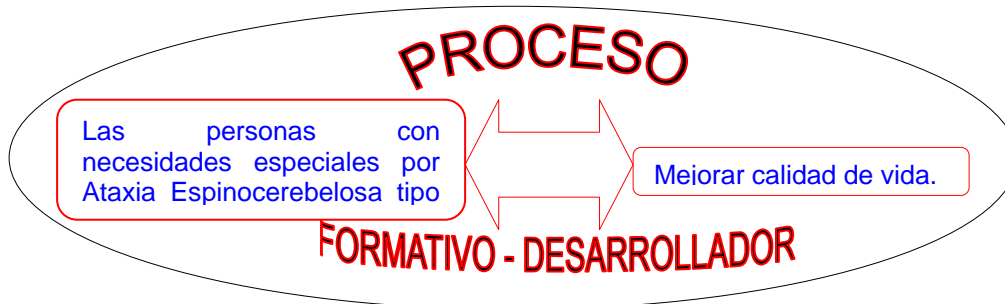 PROCESO
Las personas con
necesidades especiales por
Ataxia Espinocerebelosa tipo
Mejorar calidad de vida.
FORMATIVO - DESARROLLADOR